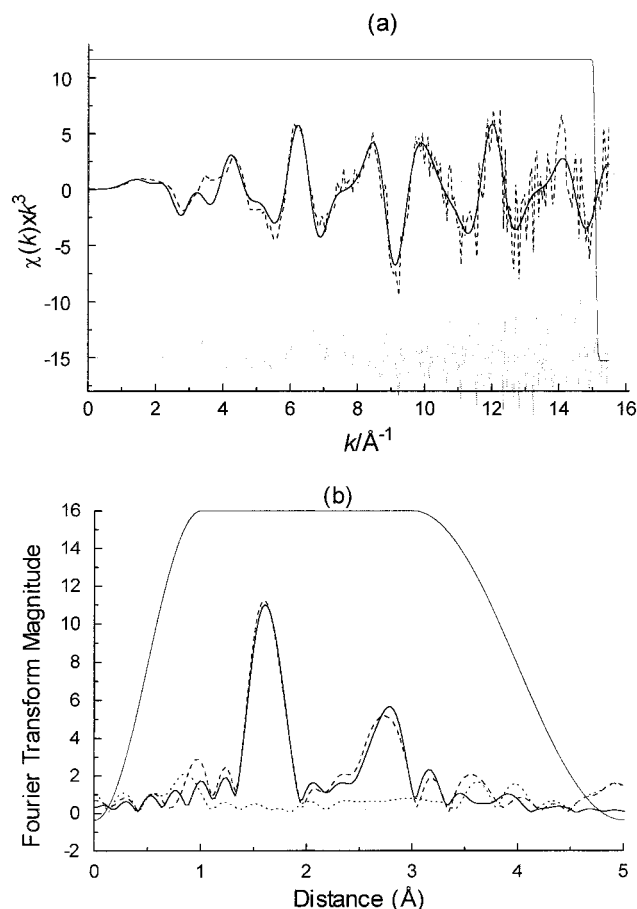 (a)
10
5
0
-5
-10
-15
χ(k)xk³
0 2 4 6 8 10 12 14 16
k/Å⁻¹
(b)
16
14
12
10
8
6
4
2
0
-2
Fourier Transform Magnitude
0 1 2 3 4 5
Distance (Å)